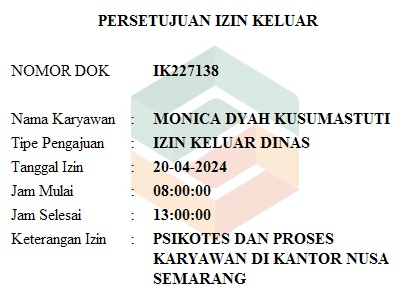 PERSETUJUAN IZIN KELUAR
NOMOR DOK IK227138
Nama Karyawan : MONICA DYAH KUSUMASTUTI
Tipe Pengajuan : IZIN KELUAR DINAS
Tanggal Izin : 20-04-2024
Jam Mulai : 08:00:00
Jam Selesai : 13:00:00
Keterangan Izin : PSIKOTES DAN PROSES
KARYAWAN DI KANTOR NUSA
SEMARANG